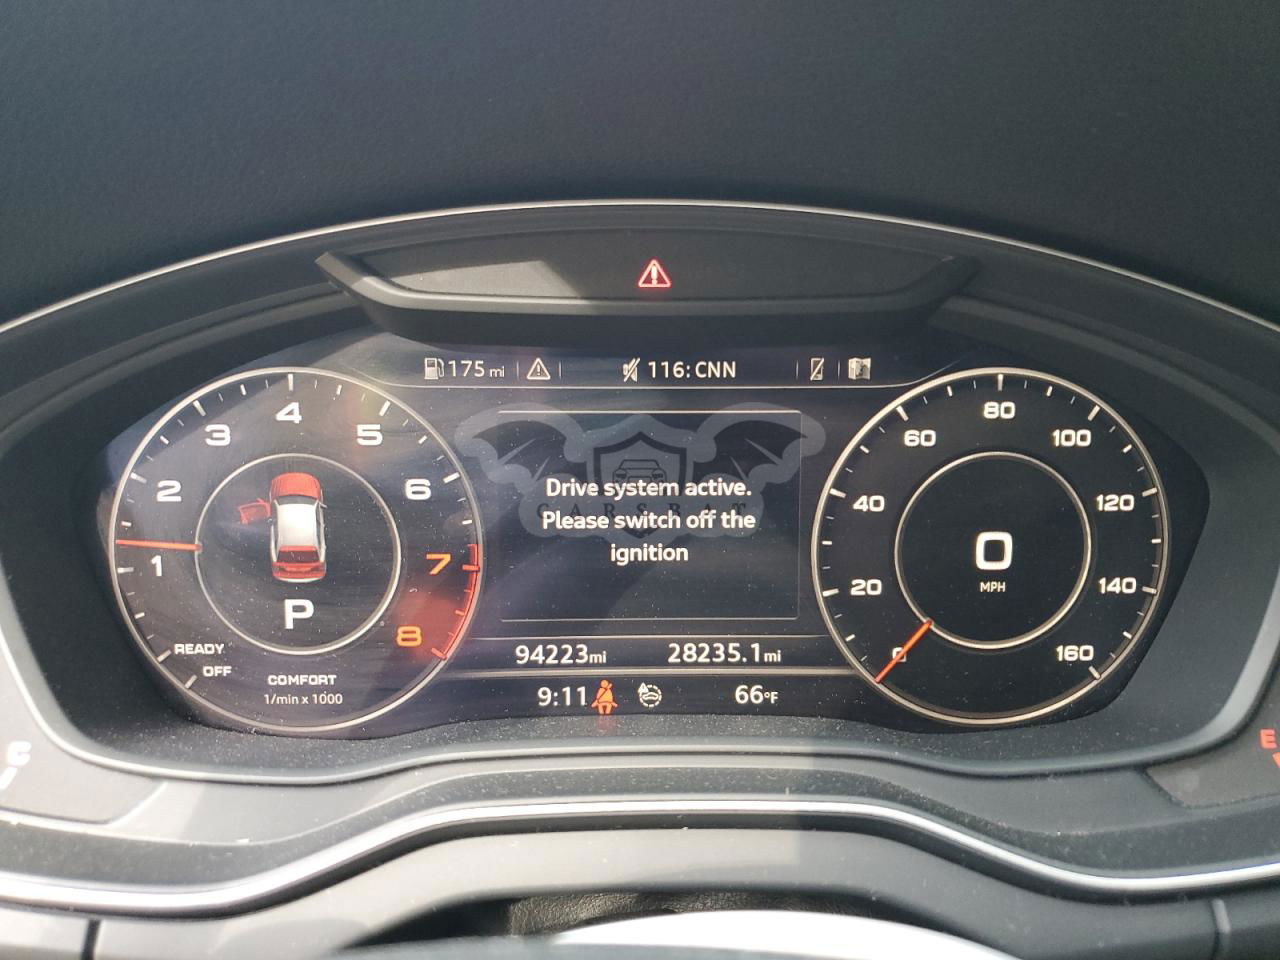 175 mi
116: CNN
Drive system active.
Please switch off the
ignition
CARSBAT
1
2
3
4
5
6
7
8
P
READY
OFF
COMFORT
1/min x 1000
94223mi 28235.1mi
9:11 66°F
0
20
40
60
80
100
120
140
160
0
MPH
C
E